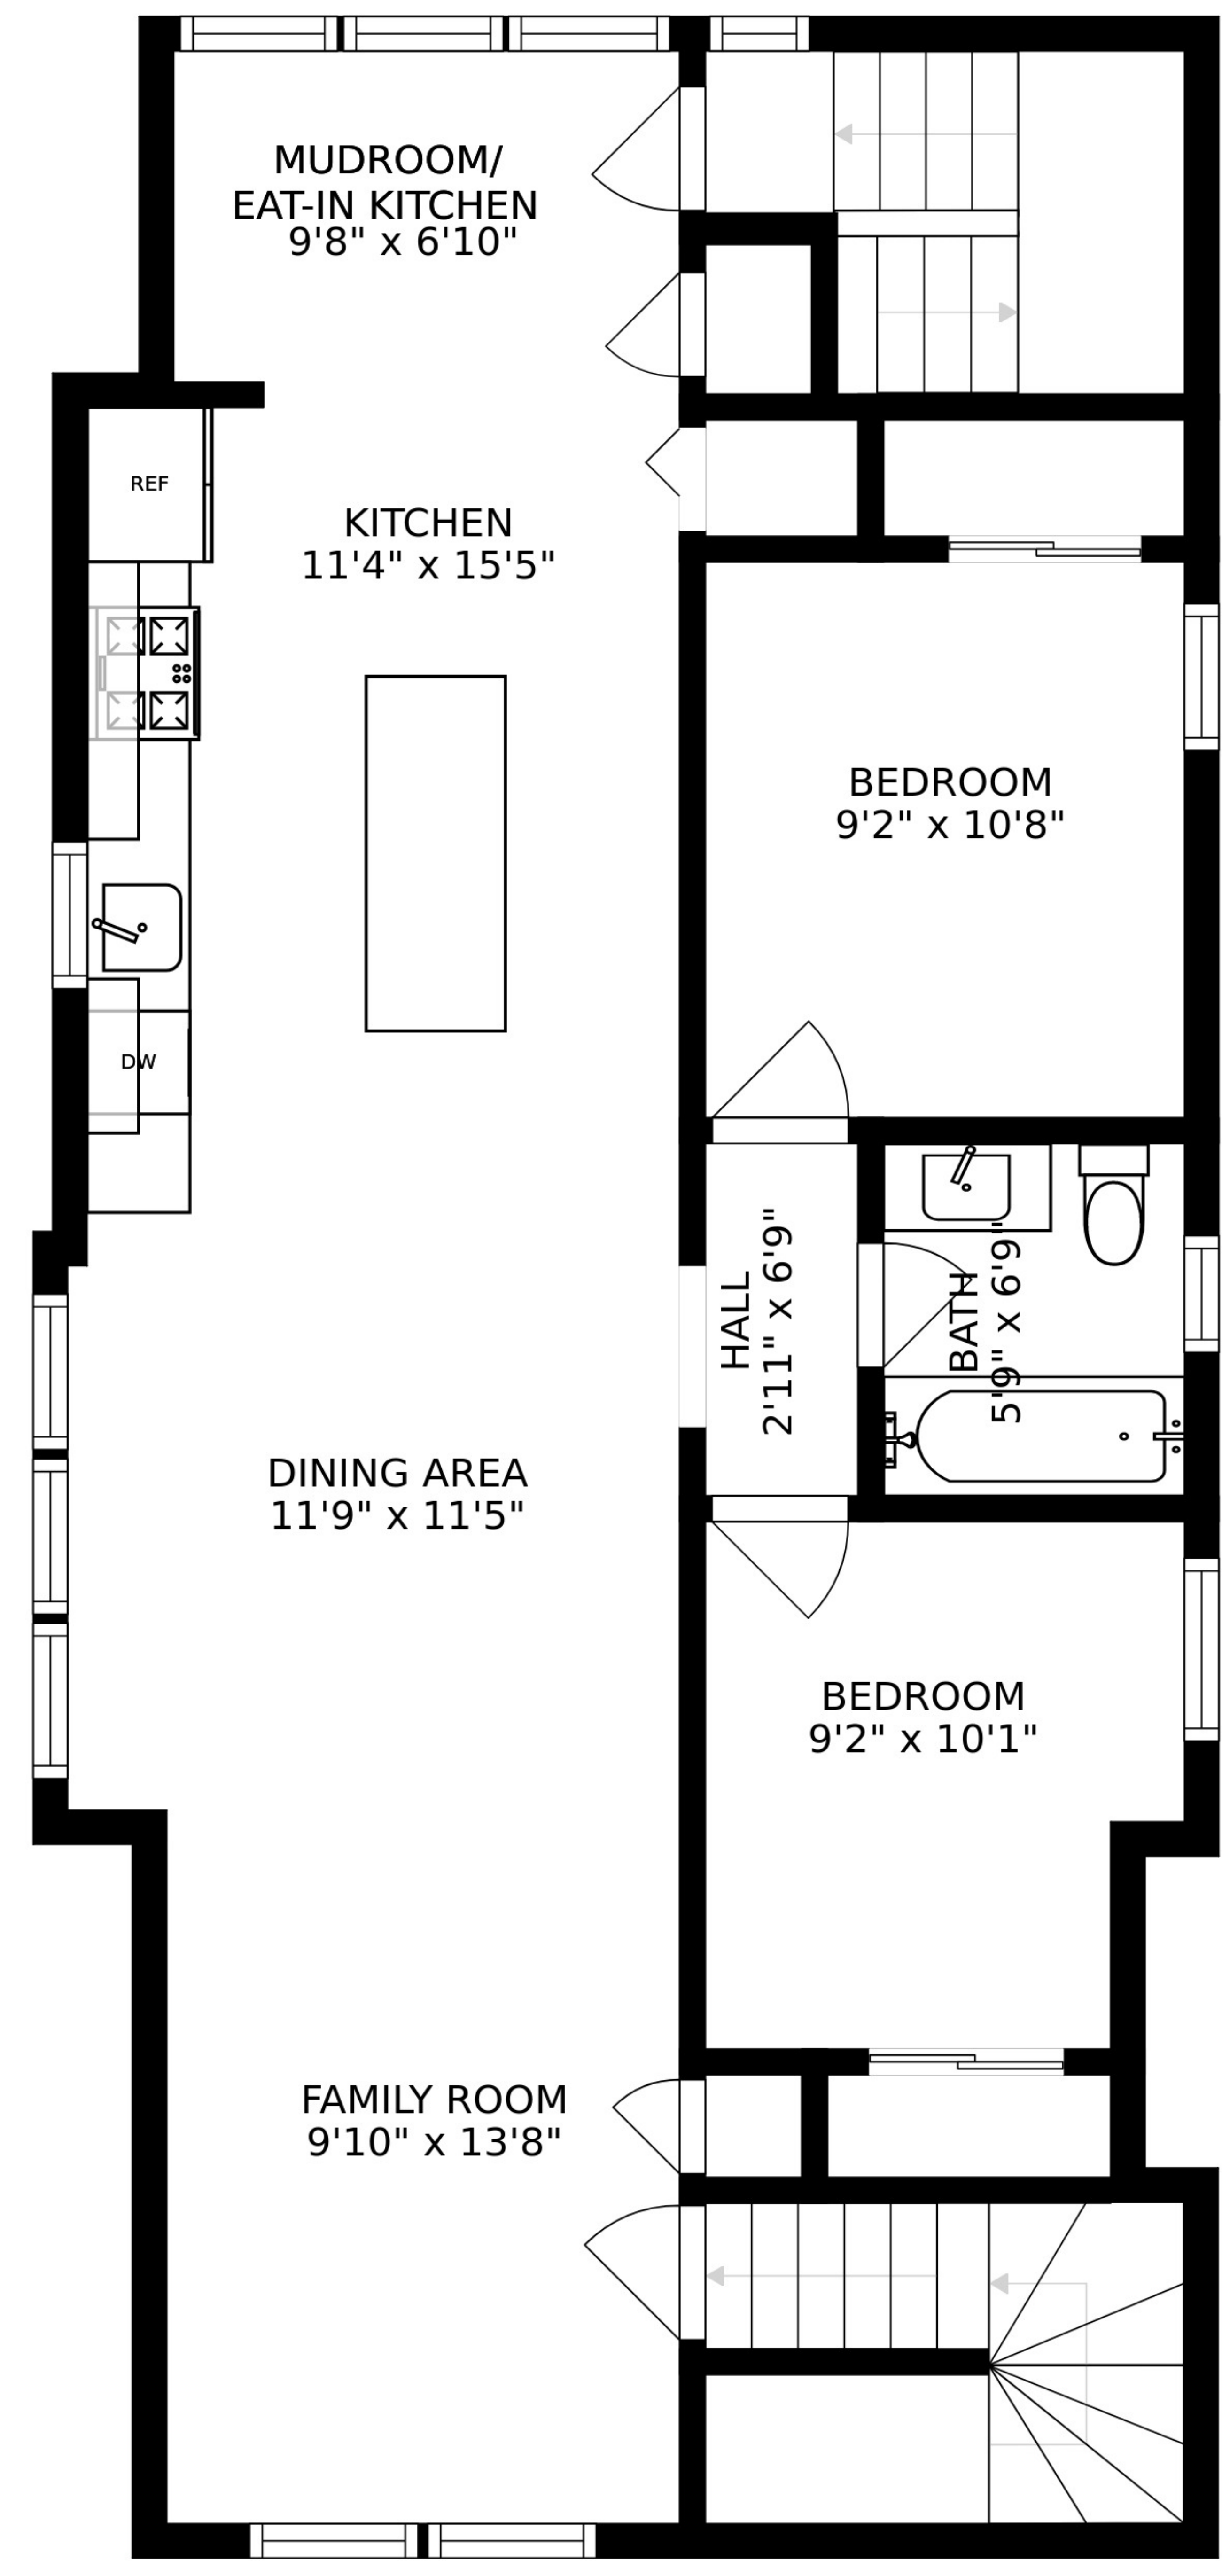 MUDROOM/
EAT-IN KITCHEN
9'8" x 6'10"
REF
KITCHEN
11'4" x 15'5"
BEDROOM
9'2" x 10'8"
DW
HALL
2'11" x 6'9"
BATH
5'9" x 6'9"
DINING AREA
11'9" x 11'5"
BEDROOM
9'2" x 10'1"
FAMILY ROOM
9'10" x 13'8"